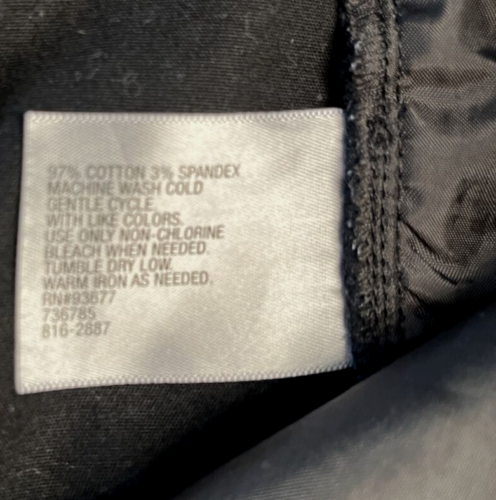 97% COTTON 3% SPANDEX
MACHINE WASH COLD
GENTLE CYCLE.
WITH LIKE COLORS.
USE ONLY NON-CHLORINE
BLEACH WHEN NEEDED.
TUMBLE DRY LOW.
WARM IRON AS NEEDED.
RN#93677
736785
816-2887